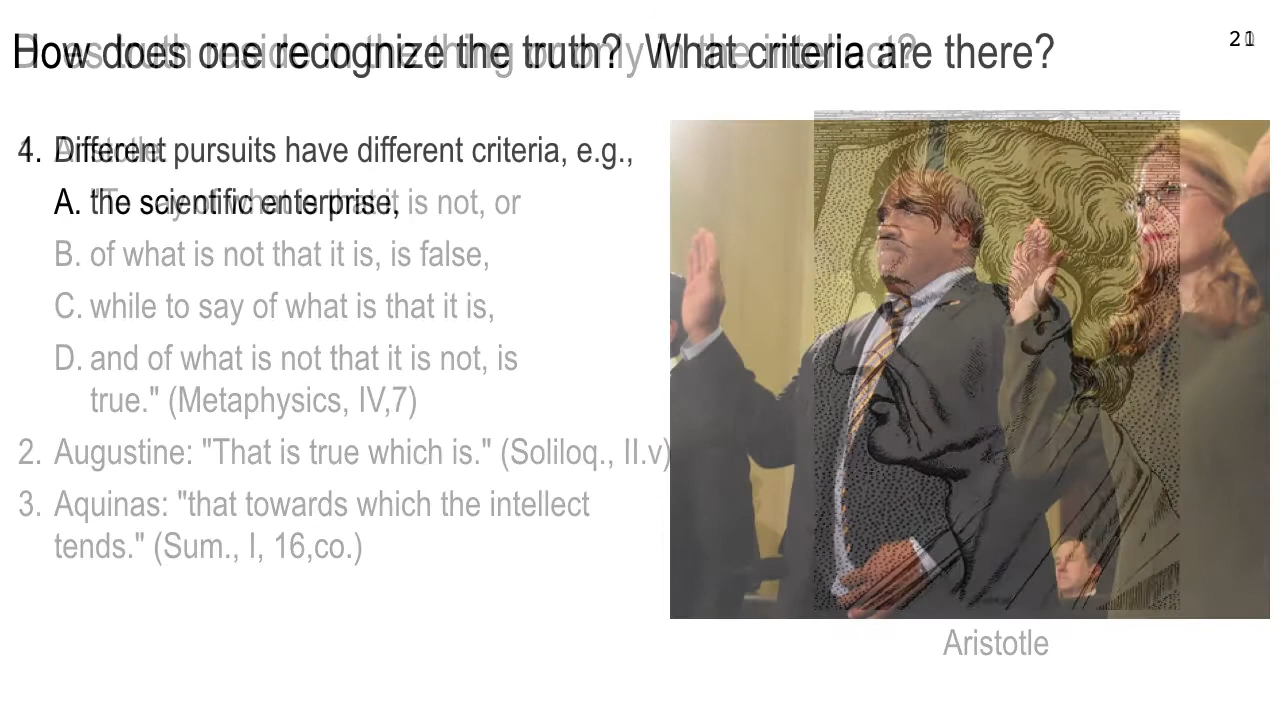 How does one recognize the truth? What criteria are there?
4. Different pursuits have different criteria, e.g.,
A. the scientific enterprise,
is not, or
B. of what is not that it is, is false,
C. while to say of what is that it is,
D. and of what is not that it is not, is
true." (Metaphysics, IV,7)
2. Augustine: "That is true which is." (Soliloq., II.v)
3. Aquinas: "that towards which the intellect
tends." (Sum., I, 16,co.)
Aristotle